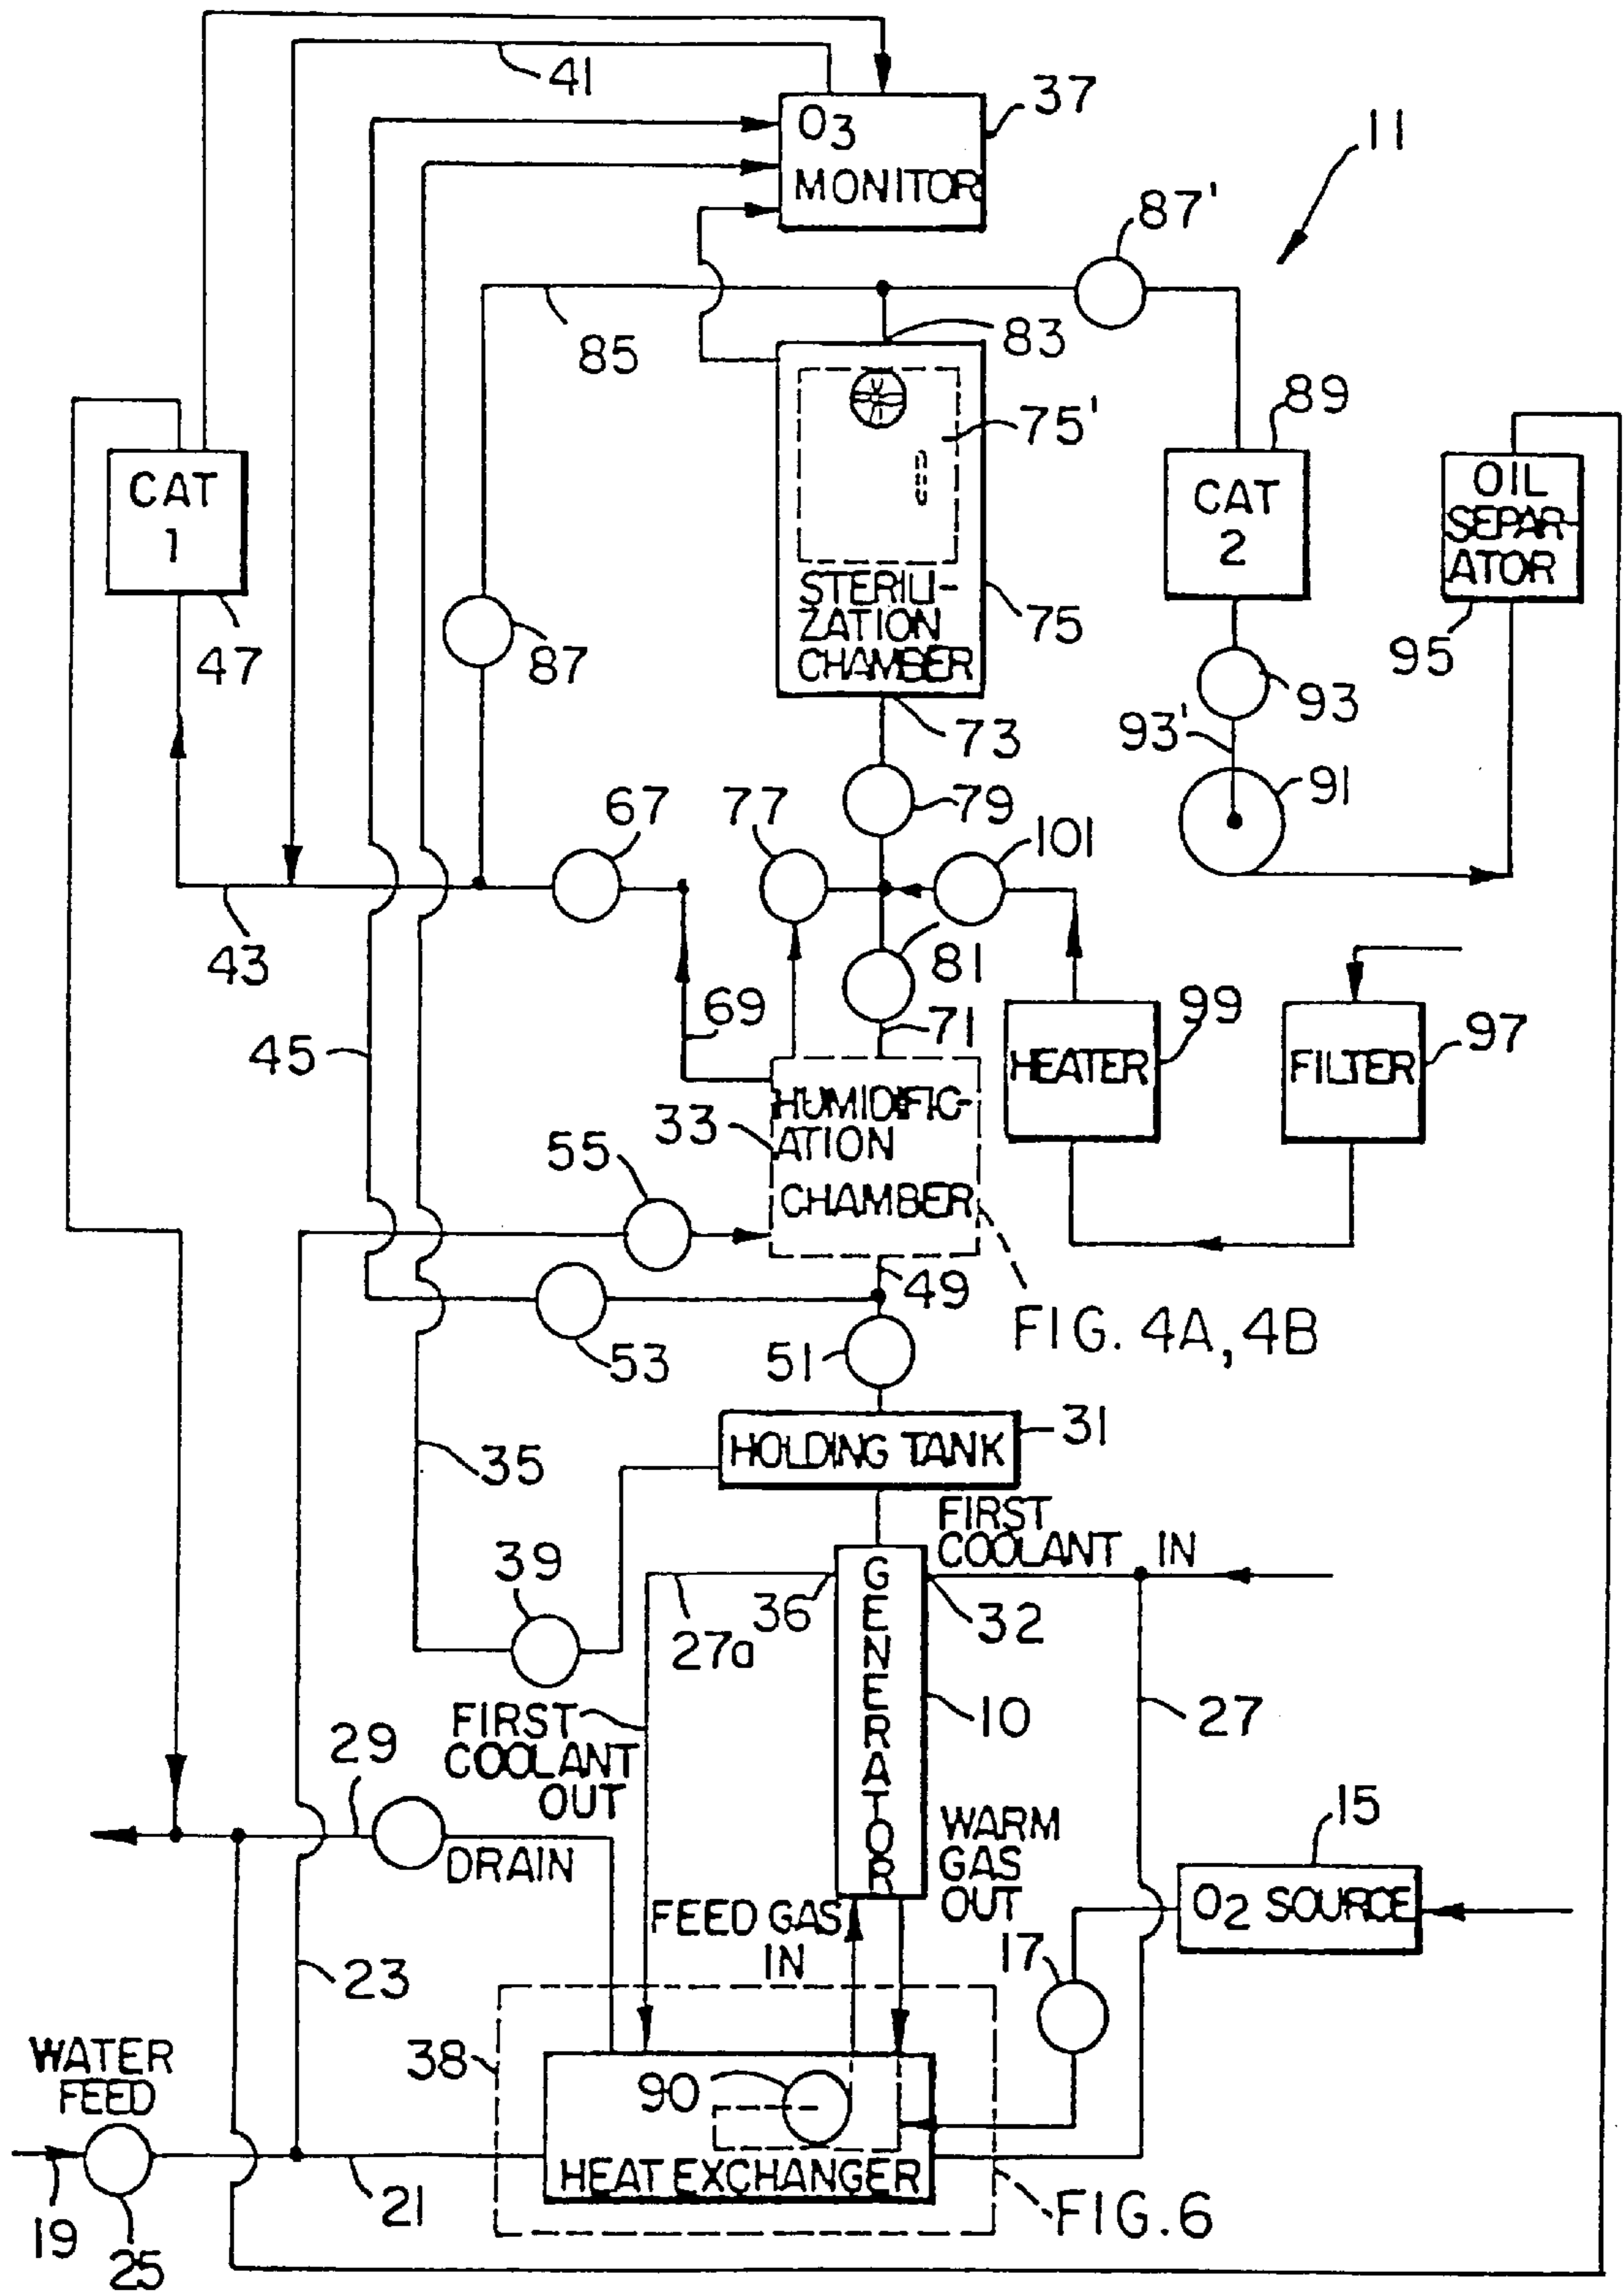 41
O3
MONITOR
37
11
87'
85
83
75'
89
CAT
1
CAT
2
OIL
SEPAR-
ATOR
STERILI-
ZATION
CHAMBER
75
47
87
95
93
73
93'
67
77
79
91
101
43
81
69
71
99
97
45
HEATER
FILTER
HUMIDIFIC-
ATION
CHAMBER
33
55
49
FIG. 4A, 4B
53
51
31
HOLDING TANK
35
FIRST
COOLANT IN
39
36
32
27a
GENERATOR
10
27
FIRST
COOLANT
OUT
29
15
DRAIN
WARM
GAS
OUT
O2 SOURCE
FEED GAS
IN
17
23
WATER
FEED
38
90
HEAT EXCHANGER
19
25
21
FIG. 6